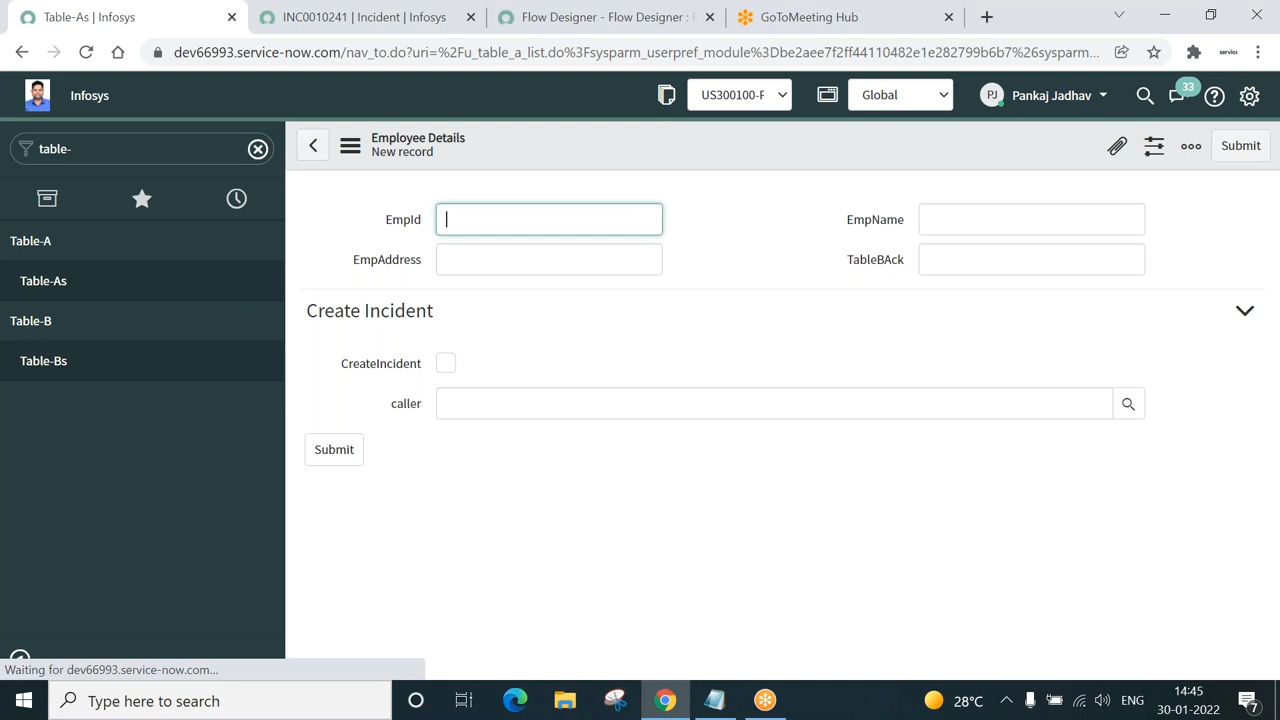 Table-As | Infosys
INC0010241 | Incident | Infosys
Flow Designer - Flow Designer :
GoToMeeting Hub
dev66993.service-now.com/nav_to.do?uri=%2Fu_table_a_list.do%3Fsysparm_userpref_module%3Dbe2aee7f2ff44110482e1e282799b6b7%26sysparm...
service
Infosys
US300100-F
Global
PJ
Pankaj Jadhav
33
table-
Employee Details
New record
Submit
Table-A
Table-As
Table-B
Table-Bs
EmpId
EmpName
EmpAddress
TableBAck
Create Incident
CreateIncident
caller
Submit
Waiting for dev66993.service-now.com...
Type here to search
28°C
ENG
14:45
30-01-2022
7